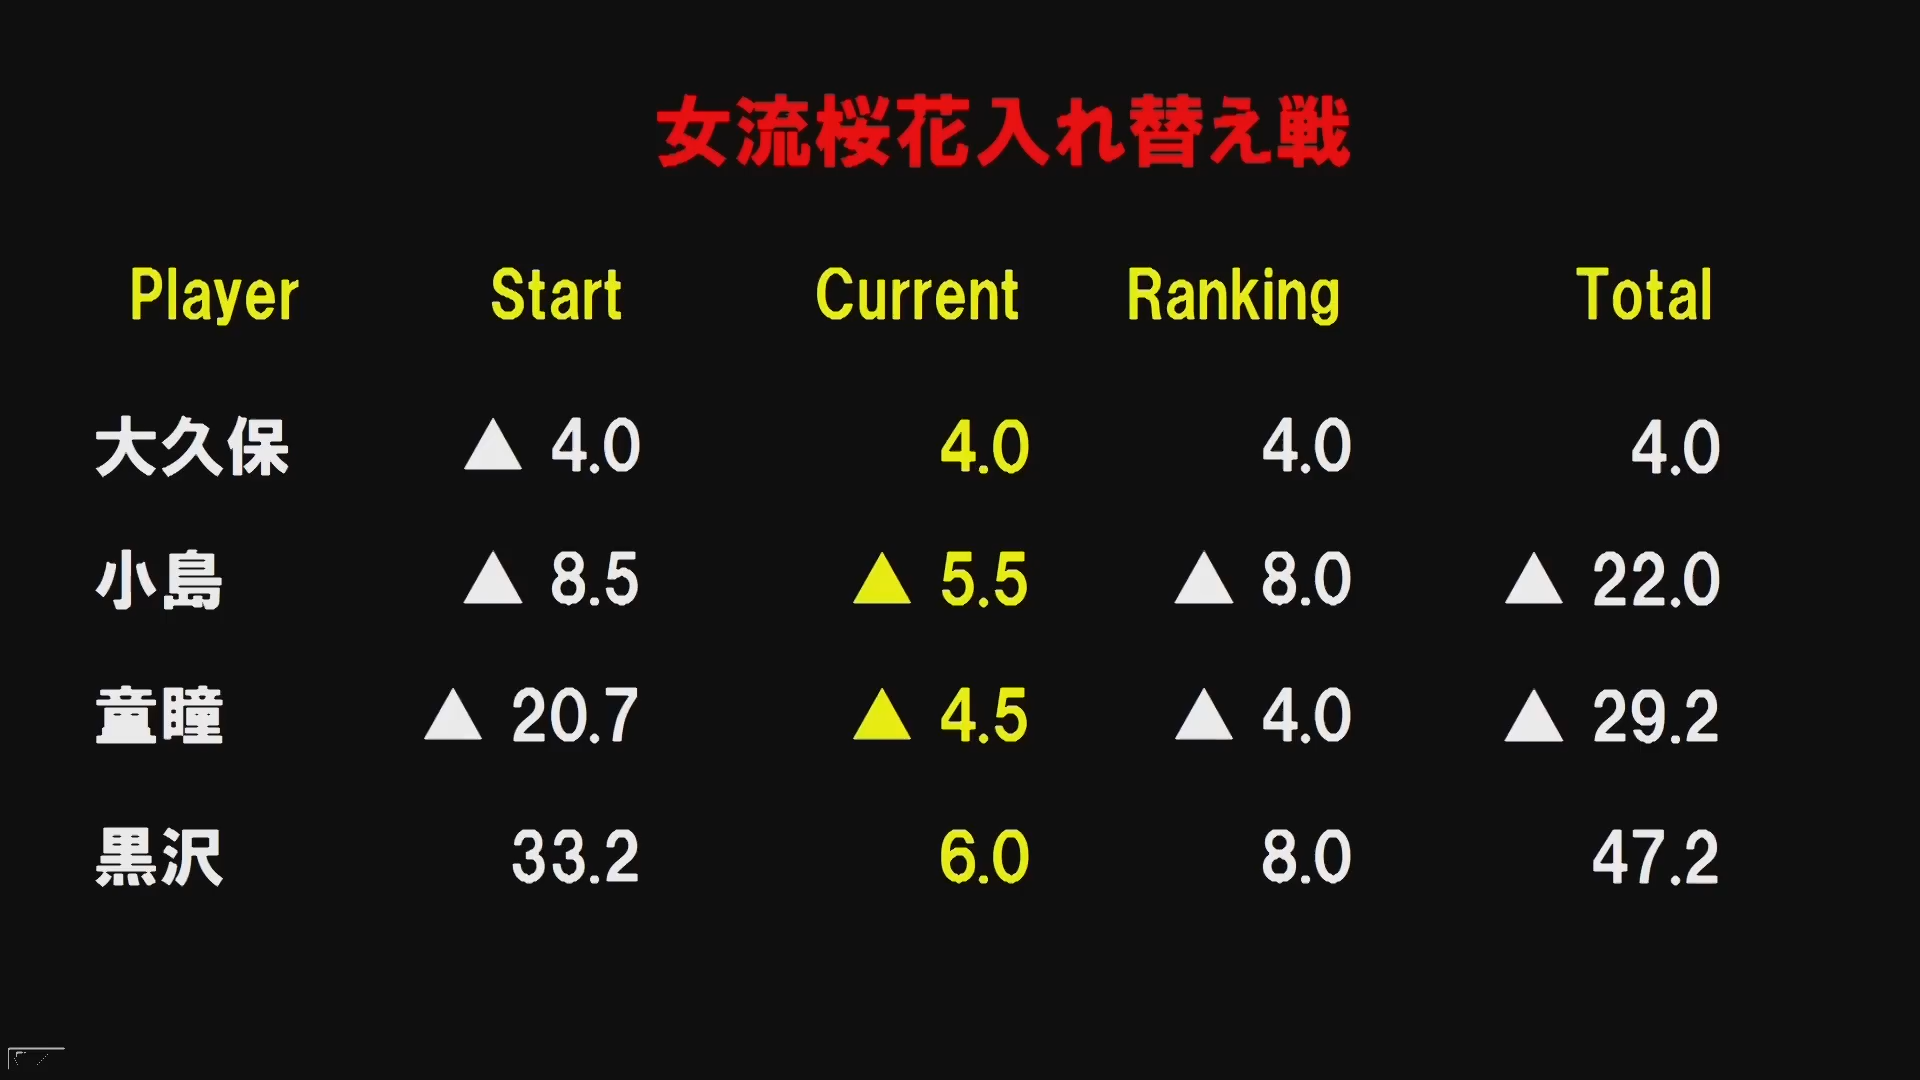 女流桜花入れ替え戦
Player Start Current Ranking Total
大久保 ▲ 4.0 4.0 4.0 4.0
小島 ▲ 8.5 ▲ 5.5 ▲ 8.0 ▲ 22.0
童瞳 ▲ 20.7 ▲ 4.5 ▲ 4.0 ▲ 29.2
黒沢 33.2 6.0 8.0 47.2